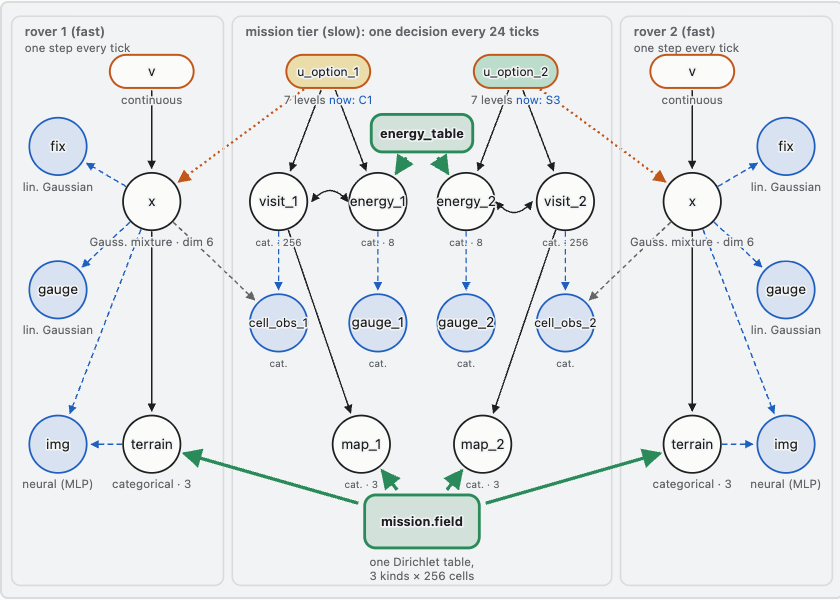 rover 1 (fast)
one step every tick
v
continuous
fix
lin. Gaussian
x
Gauss. mixture · dim 6
gauge
lin. Gaussian
img
neural (MLP)
terrain
categorical · 3
mission tier (slow): one decision every 24 ticks
u_option_1
7 levels now: C1
u_option_2
7 levels now: S3
energy_table
visit_1
cat. · 256
energy_1
cat. · 8
energy_2
cat. · 8
visit_2
cat. · 256
cell_obs_1
cat.
gauge_1
cat.
gauge_2
cat.
cell_obs_2
cat.
map_1
cat. · 3
map_2
cat. · 3
mission.field
one Dirichlet table,
3 kinds × 256 cells
rover 2 (fast)
one step every tick
v
continuous
fix
lin. Gaussian
x
Gauss. mixture · dim 6
gauge
lin. Gaussian
terrain
categorical · 3
img
neural (MLP)